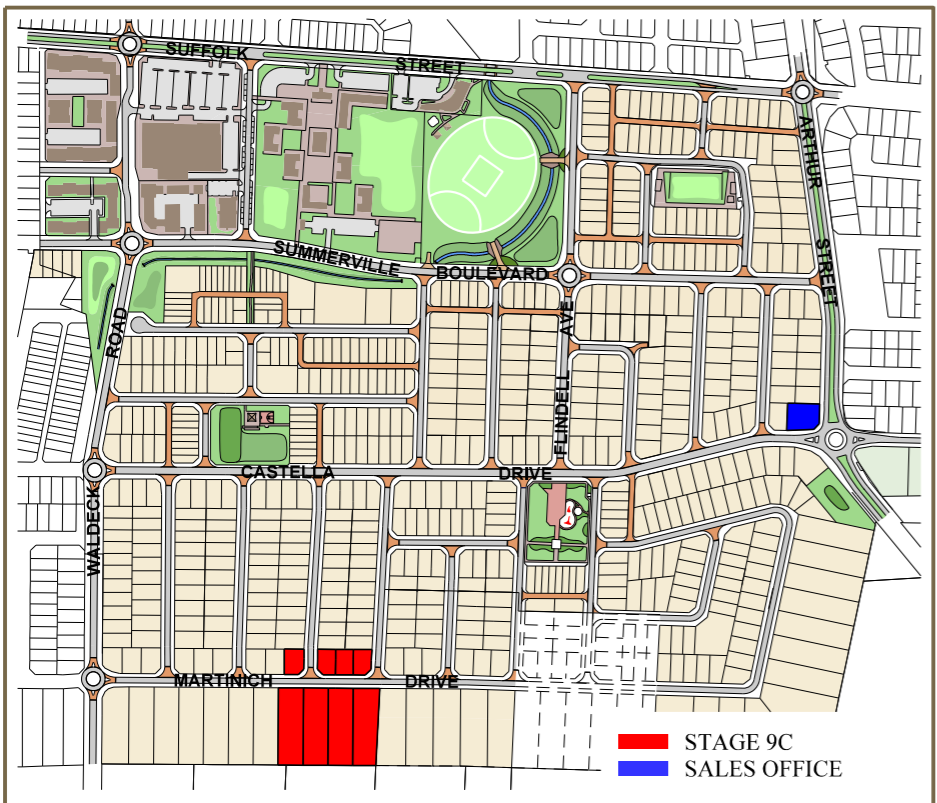 SUFFOLK STREET
ARTHUR STREET
SUMMERVILLE BOULEVARD
ROAD
FLINDELL AVE
CASTELLA DRIVE
WALDECK
MARTINICH DRIVE
STAGE 9C
SALES OFFICE